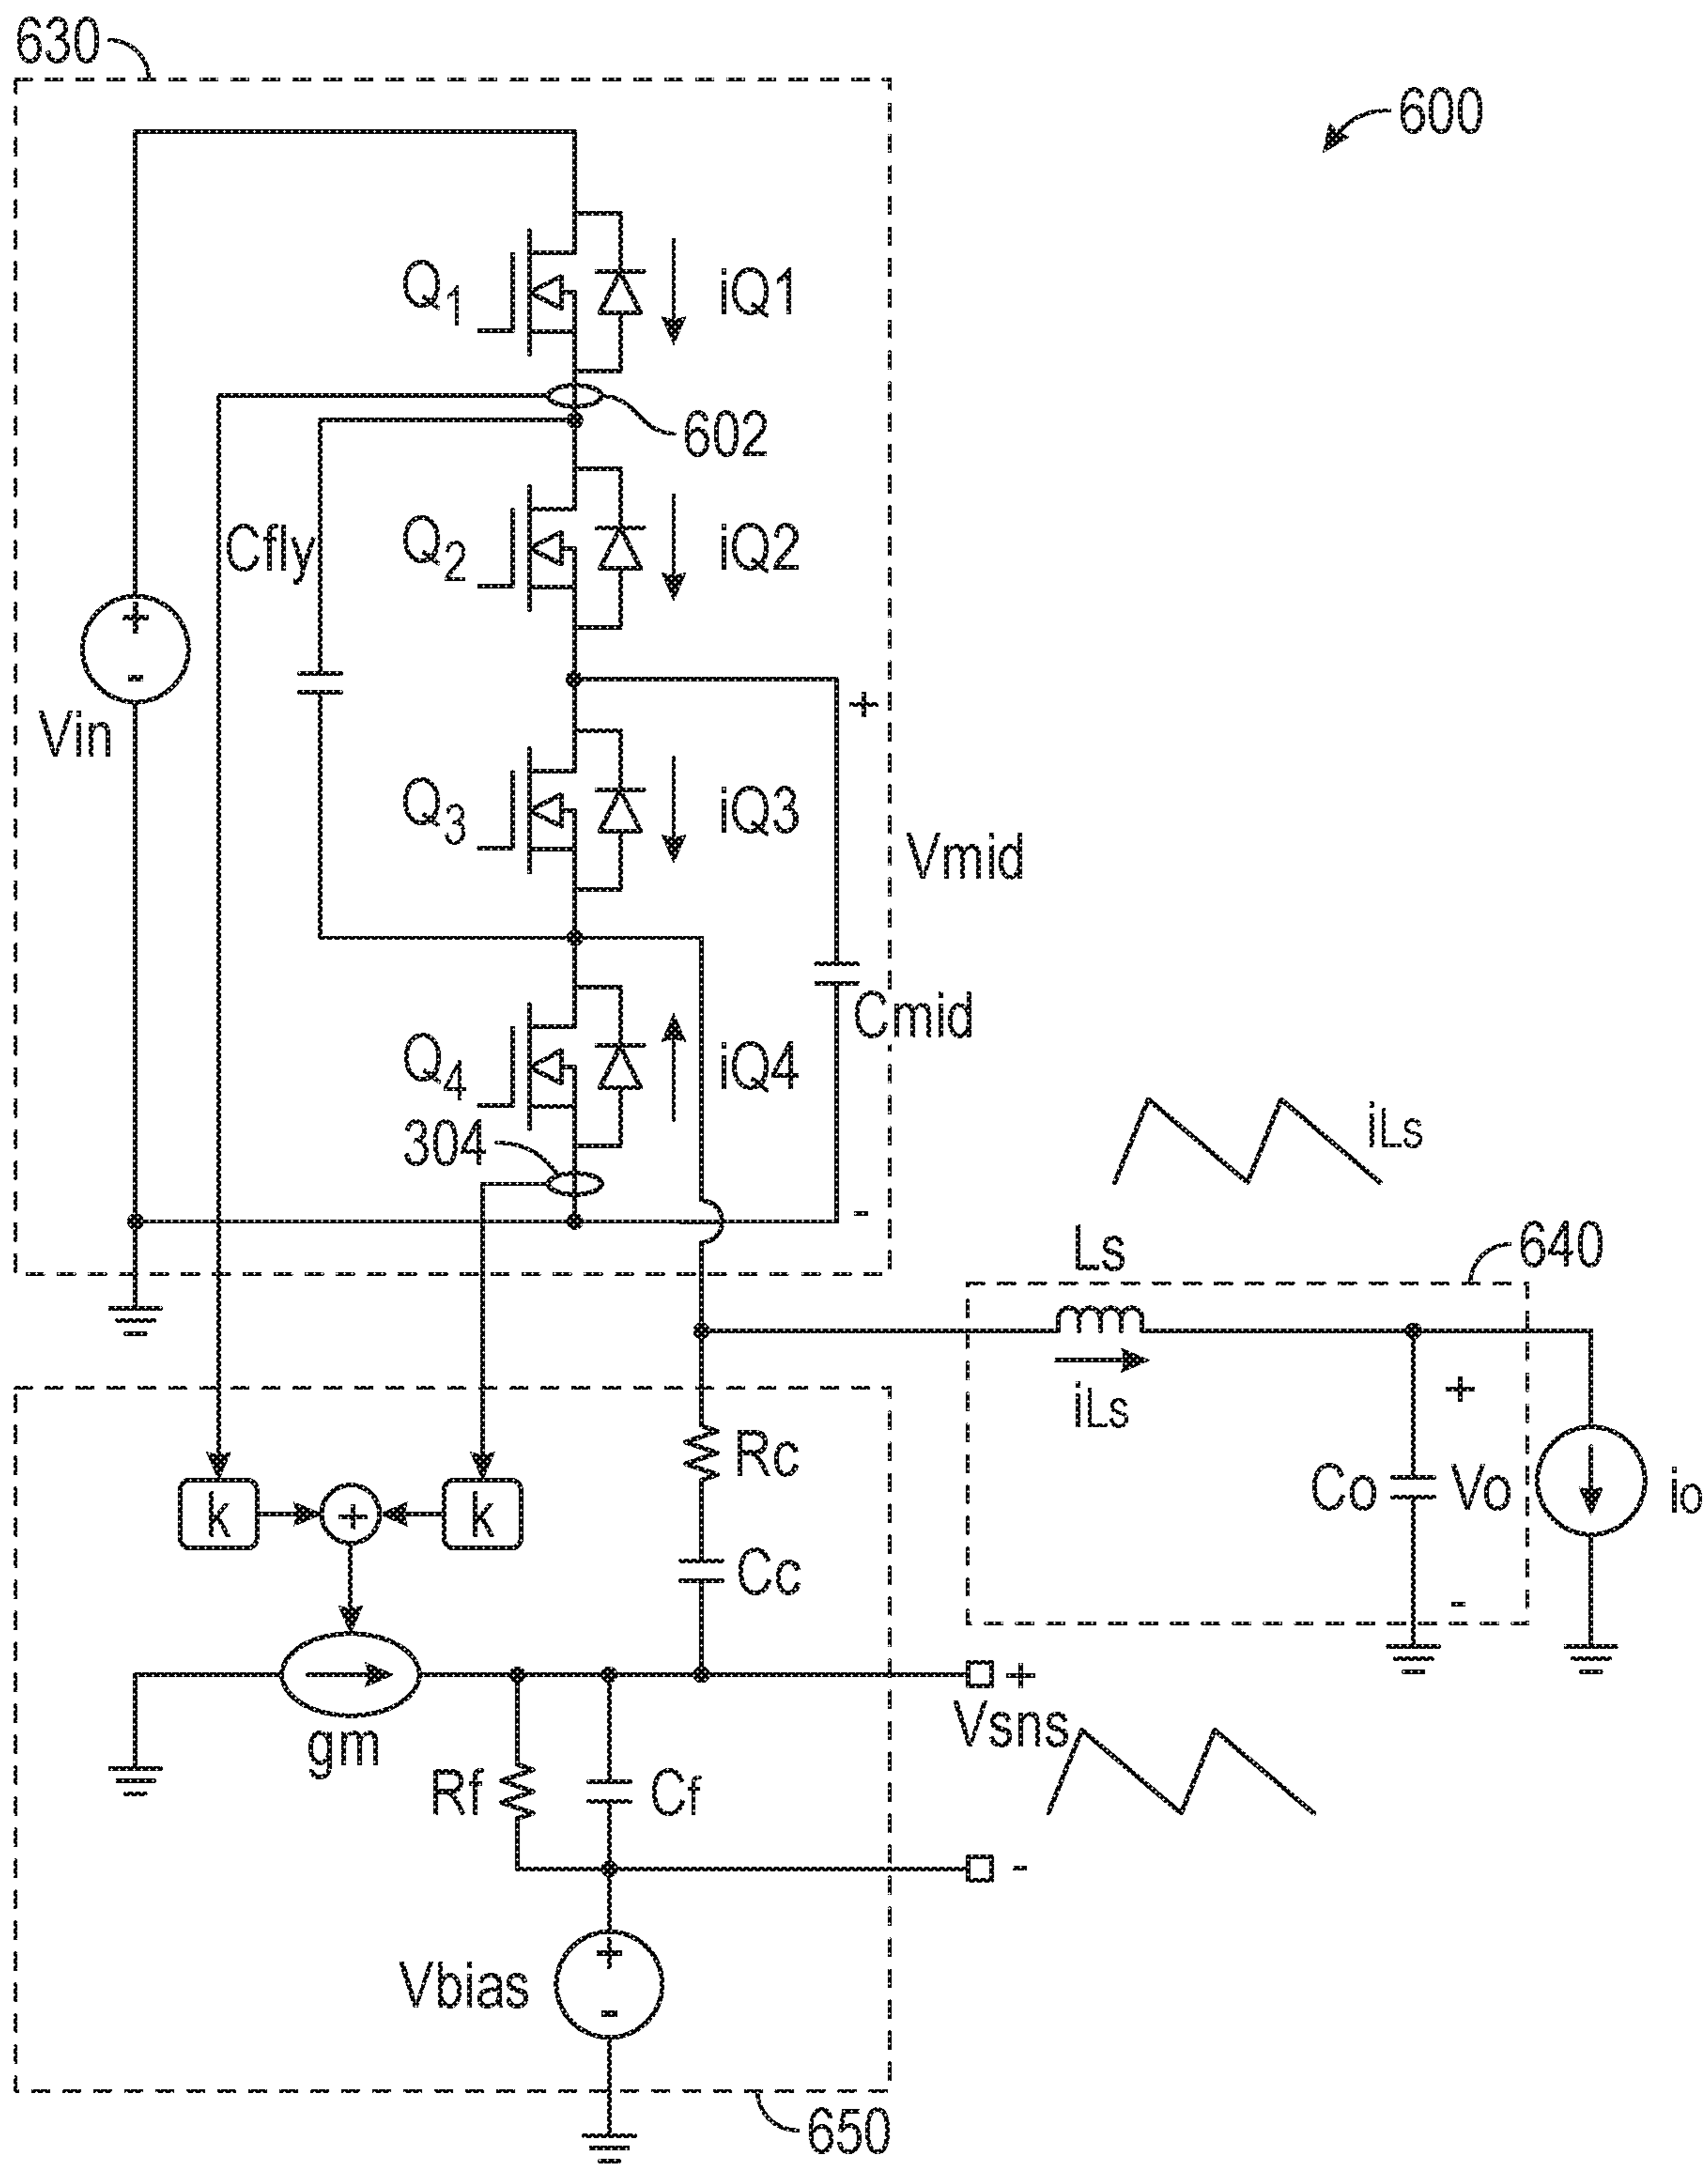 630
600
Q1
iQ1
602
Cfly
Q2
iQ2
+
-
Vin
+
Q3
iQ3
Vmid
Cmid
Q4
iQ4
304
-
iLs
Ls
640
iLs
+
Rc
k
+
k
Co
Vo
io
Cc
-
+
Vsns
gm
Rf
Cf
-
Vbias
+
-
650